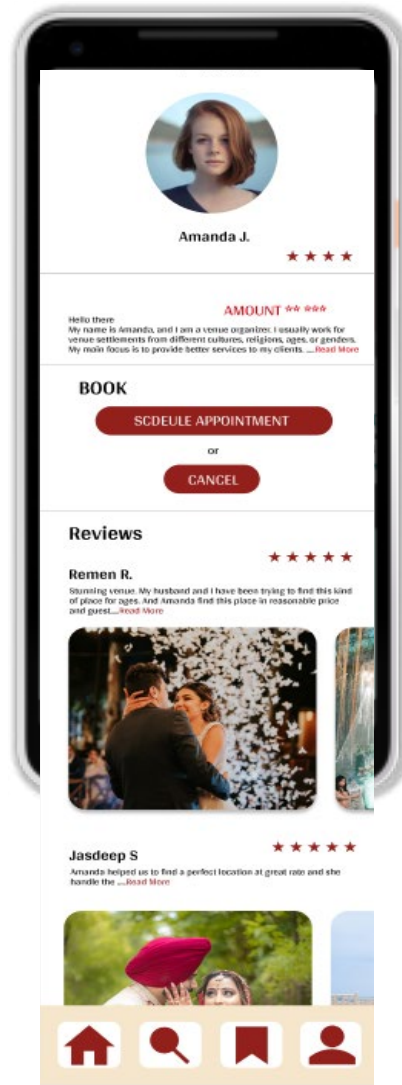 Amanda J.
★ ★ ★ ★
AMOUNT ** ***
Hello there
My name is Amanda, and I am a venue organizer. I usually work for
venue settlements from different cultures, religions, ages, or genders.
My main focus is to provide better services to my clients. ....Read More
BOOK
SCDEULE APPOINTMENT
or
CANCEL
Reviews
★ ★ ★ ★ ★
Remen R.
Stunning venue. My husband and I have been trying to find this kind
of place for ages. And Amanda find this place in reasonable price
and guest....Read More
★ ★ ★ ★ ★
Jasdeep S
Amanda helped us to find a perfect location at great rate and she
handle the ....Read More